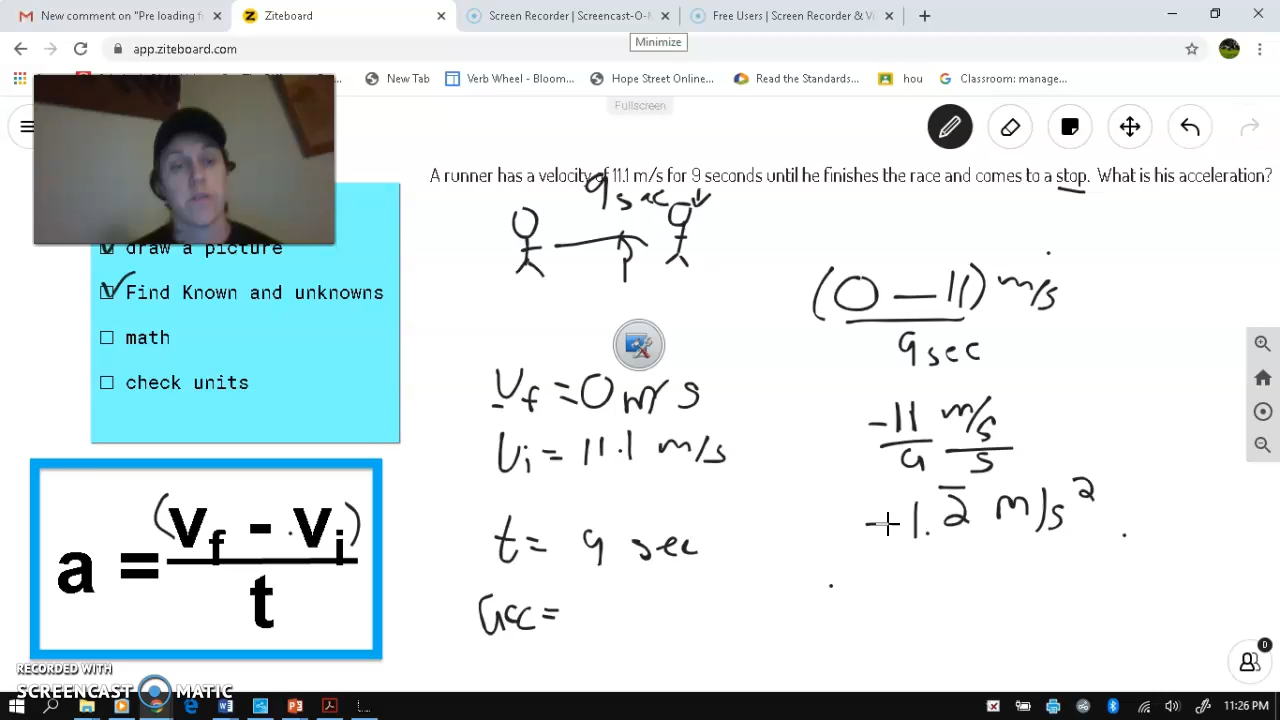 New comment on "Pre loading f
Ziteboard
Screen Recorder | Screencast-O-M
Free Users | Screen Recorder & Vi
Minimize
app.ziteboard.com
New Tab
Verb Wheel - Bloom...
Hope Street Online...
Read the Standards...
hou
Classroom: manage...
Fullscreen
A runner has a velocity of 11.1 m/s for 9 seconds until he finishes the race and comes to a stop. What is his acceleration?
9 sec
draw a picture
Find Known and unknowns
math
check units
(0 – 11) m/s
9 sec
Vf = 0 m/s
Vi = 11.1 m/s
t = 9 sec
acc =
-11 m/s
9 s
-1.2̅ m/s²
a = (vf - vi)
t
RECORDED WITH
SCREENCAST MATIC
0
11:26 PM